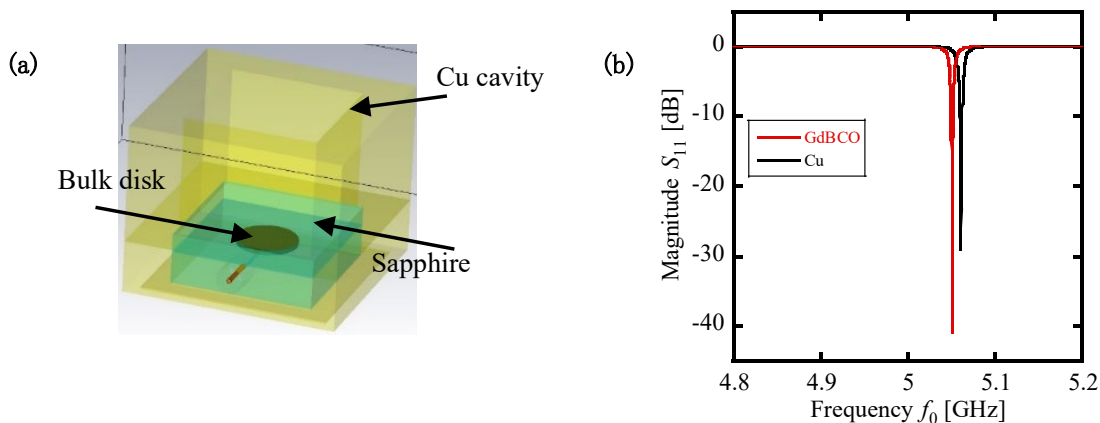 (a)
Cu cavity
Bulk disk
Sapphire
(b)
Magnitude S₁₁ [dB]
0
-10
-20
-30
-40
GdBCO
Cu
4.8 4.9 5 5.1 5.2
Frequency f₀ [GHz]